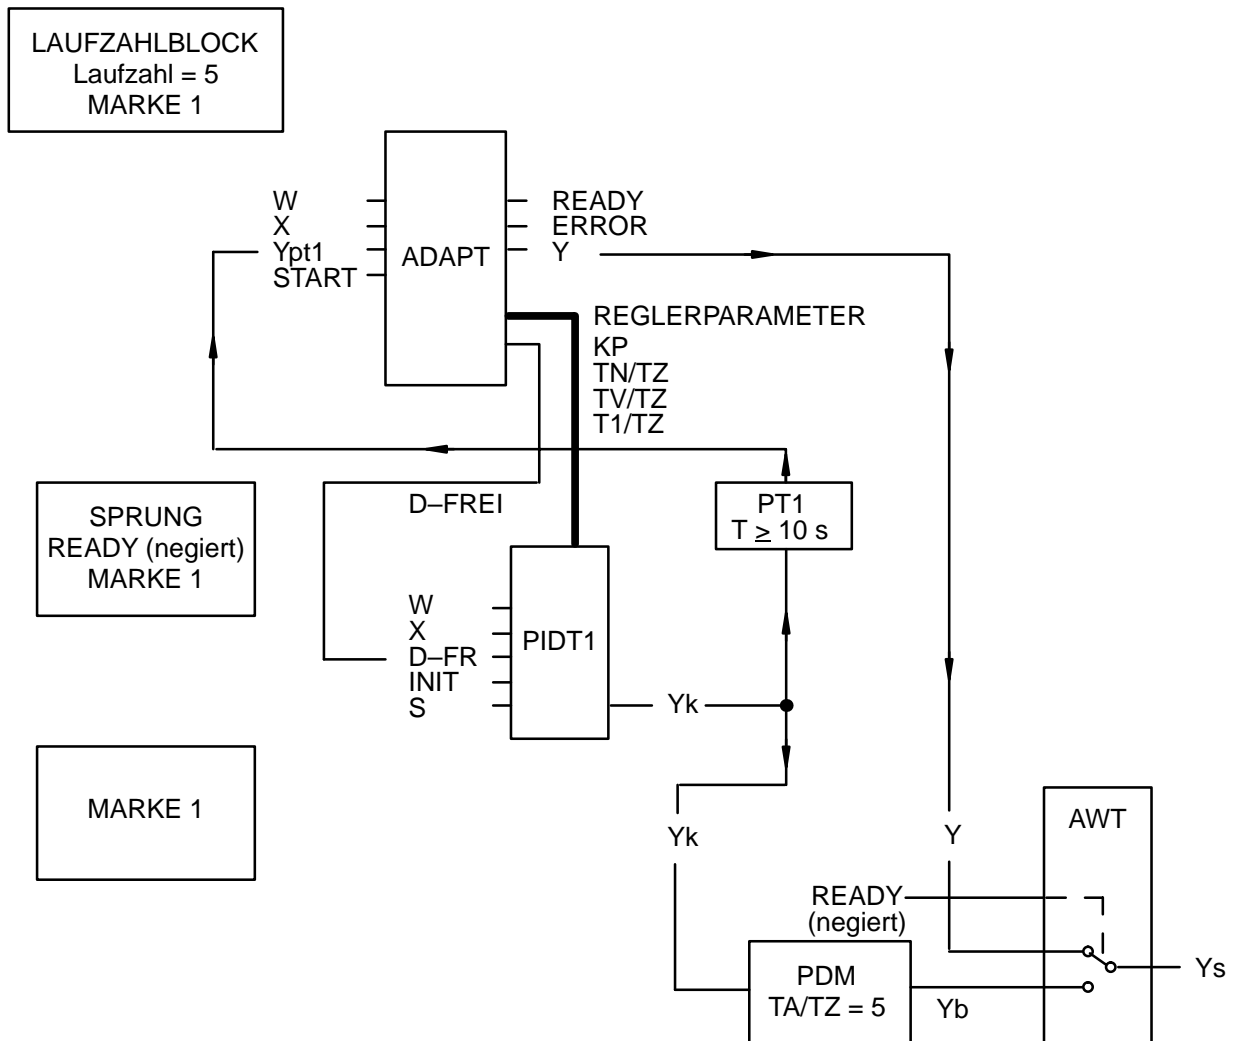 LAUFZAHLBLOCK
Laufzahl = 5
MARKE 1
W
X
Ypt1
START
ADAPT
READY
ERROR
Y
REGLERPARAMETER
KP
TN/TZ
TV/TZ
T1/TZ
D–FREI
SPRUNG
READY (negiert)
MARKE 1
PT1
T ≥ 10 s
W
X
D–FR
INIT
S
PIDT1
Yk
MARKE 1
Yk
Y
AWT
READY
(negiert)
PDM
TA/TZ = 5
Yb
Ys